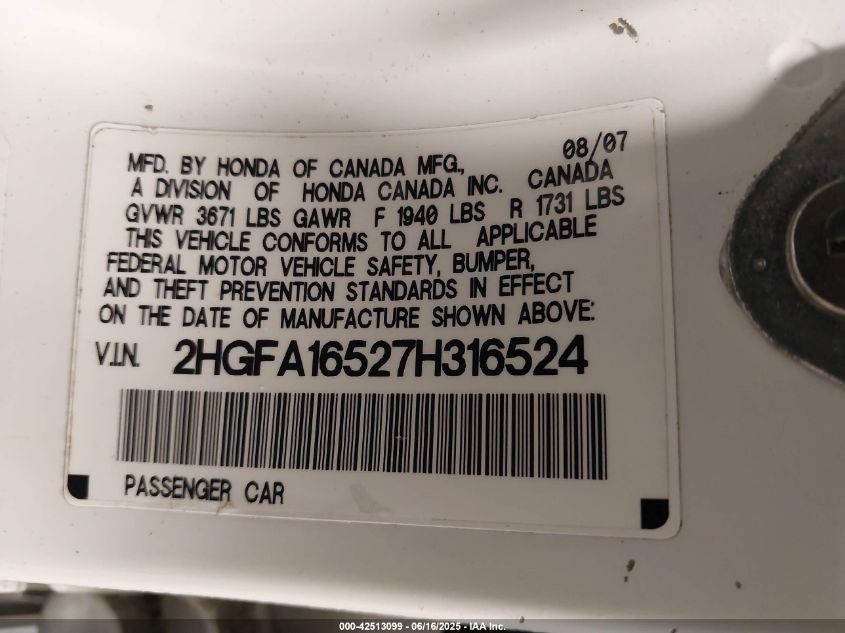 08/07
MFD. BY HONDA OF CANADA MFG.,
A DIVISION OF HONDA CANADA INC. CANADA
GVWR 3671 LBS GAWR F 1940 LBS R 1731 LBS
THIS VEHICLE CONFORMS TO ALL APPLICABLE
FEDERAL MOTOR VEHICLE SAFETY, BUMPER,
AND THEFT PREVENTION STANDARDS IN EFFECT
ON THE DATE OF MANUFACTURE SHOWN ABOVE:
V.I.N. 2HGFA16527H316524
PASSENGER CAR
000-42513099 - 06/16/2025 - IAA Inc.